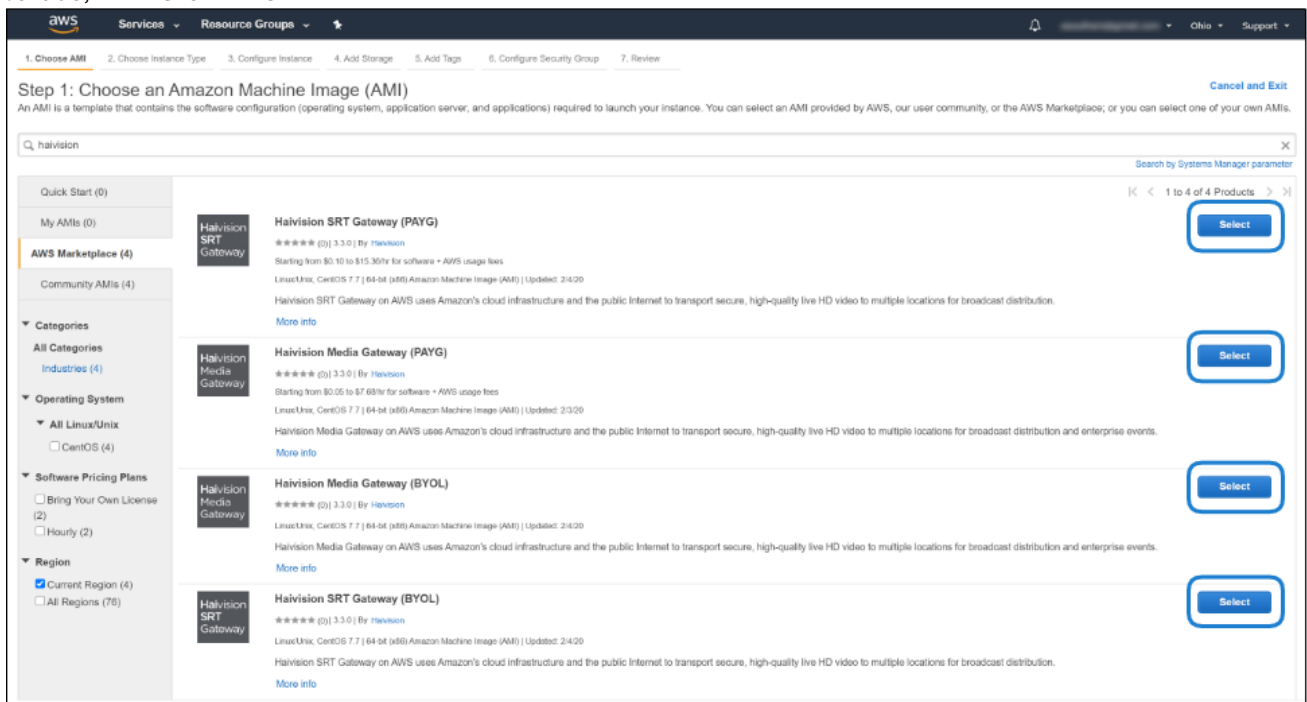 aws
Services
Resource Groups
Ohio
Support
1. Choose AMI
2. Choose Instance Type
3. Configure Instance
4. Add Storage
5. Add Tags
6. Configure Security Group
7. Review
Step 1: Choose an Amazon Machine Image (AMI)
Cancel and Exit
An AMI is a template that contains the software configuration (operating system, application server, and applications) required to launch your instance. You can select an AMI provided by AWS, our user community, or the AWS Marketplace; or you can select one of your own AMIs.
haivision
Search by Systems Manager parameter
Quick Start (0)
My AMIs (0)
AWS Marketplace (4)
Community AMIs (4)
Categories
All Categories
Industries (4)
Operating System
All Linux/Unix
CentOS (4)
Software Pricing Plans
Bring Your Own License
(2)
Hourly (2)
Region
Current Region (4)
All Regions (76)
1 to 4 of 4 Products
Haivision
SRT
Gateway
Haivision SRT Gateway (PAYG)
(0) | 3.3.0 | By Haivision
Starting from $0.10 to $15.36/hr for software + AWS usage fees
Linux/Unix, CentOS 7.7 | 64-bit (x86) Amazon Machine Image (AMI) | Updated: 2/4/20
Haivision SRT Gateway on AWS uses Amazon's cloud infrastructure and the public Internet to transport secure, high-quality live HD video to multiple locations for broadcast distribution.
More info
Select
Haivision
Media
Gateway
Haivision Media Gateway (PAYG)
(0) | 3.3.0 | By Haivision
Starting from $0.05 to $7.68/hr for software + AWS usage fees
Linux/Unix, CentOS 7.7 | 64-bit (x86) Amazon Machine Image (AMI) | Updated: 2/3/20
Haivision Media Gateway on AWS uses Amazon's cloud infrastructure and the public Internet to transport secure, high-quality live HD video to multiple locations for broadcast distribution and enterprise events.
More info
Select
Haivision
Media
Gateway
Haivision Media Gateway (BYOL)
(0) | 3.3.0 | By Haivision
Linux/Unix, CentOS 7.7 | 64-bit (x86) Amazon Machine Image (AMI) | Updated: 2/4/20
Haivision Media Gateway on AWS uses Amazon's cloud infrastructure and the public Internet to transport secure, high-quality live HD video to multiple locations for broadcast distribution and enterprise events.
More info
Select
Haivision
SRT
Gateway
Haivision SRT Gateway (BYOL)
(0) | 3.3.0 | By Haivision
Linux/Unix, CentOS 7.7 | 64-bit (x86) Amazon Machine Image (AMI) | Updated: 2/4/20
Haivision SRT Gateway on AWS uses Amazon's cloud infrastructure and the public Internet to transport secure, high-quality live HD video to multiple locations for broadcast distribution.
More info
Select